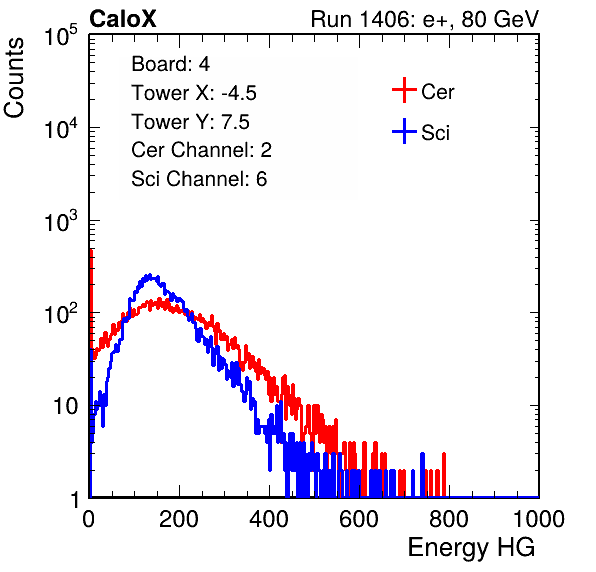 CaloX Run 1406: e+, 80 GeV
Counts
Board: 4
Tower X: -4.5
Tower Y: 7.5
Cer Channel: 2
Sci Channel: 6
Cer
Sci
10^5
10^4
10^3
10^2
10
1
0 200 400 600 800 1000
Energy HG